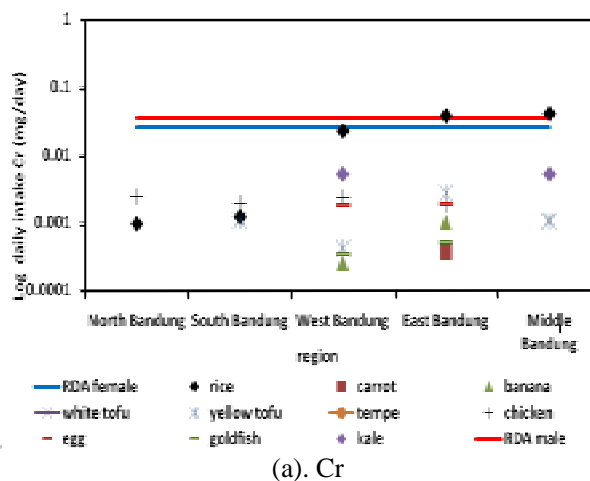 Log daily intake Cr (mg/day)
1
0.1
0.01
0.001
0.0001
North Bandung South Bandung West Bandung East Bandung Middle Bandung
region
RDA female rice carrot banana
white tofu yellow tofu tempe chicken
egg goldfish kale RDA male
(a). Cr